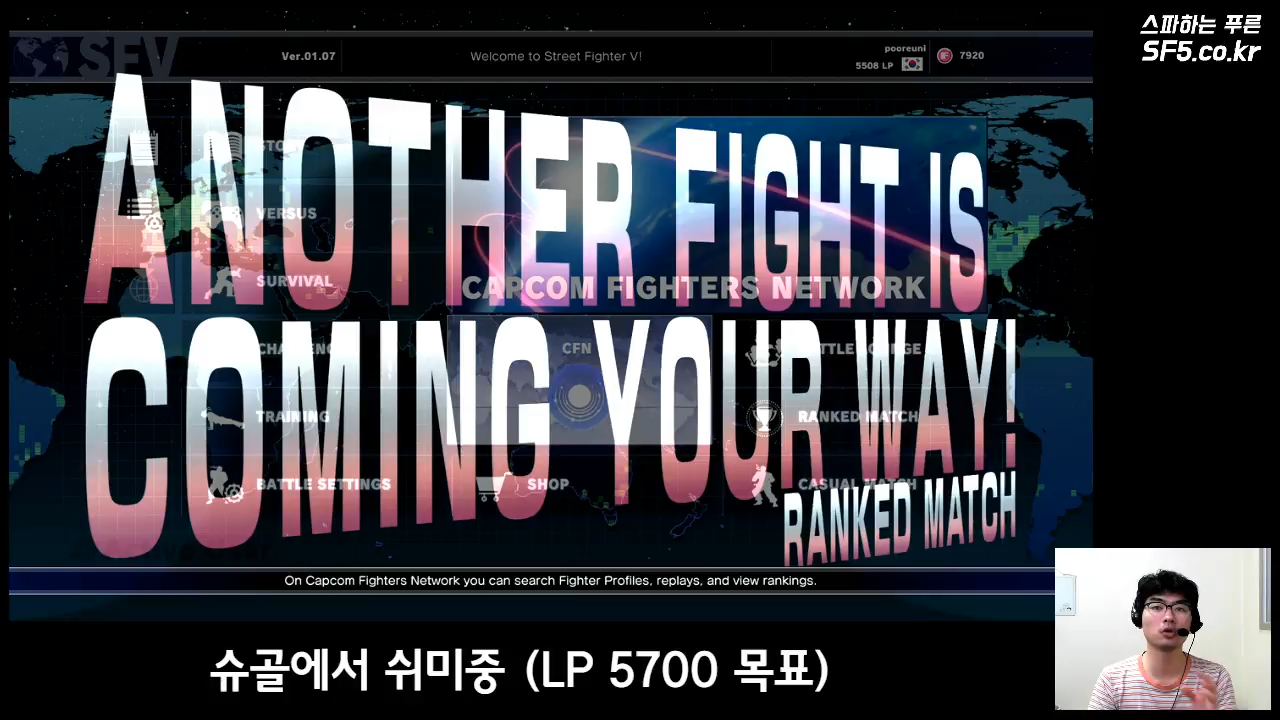 스파하는 푸른
SF5.co.kr
SFV
Ver.01.07
Welcome to Street Fighter V!
pooreuni
5508 LP
7920
ANOTHER FIGHT IS
COMING YOUR WAY!
RANKED MATCH
VERSUS
SURVIVAL
CAPCOM FIGHTERS NETWORK
CFN
TRAINING
RANKED MATCH
BATTLE SETTINGS
SHOP
CASUAL MATCH
On Capcom Fighters Network you can search Fighter Profiles, replays, and view rankings.
슈골에서 쉬미중 (LP 5700 목표)